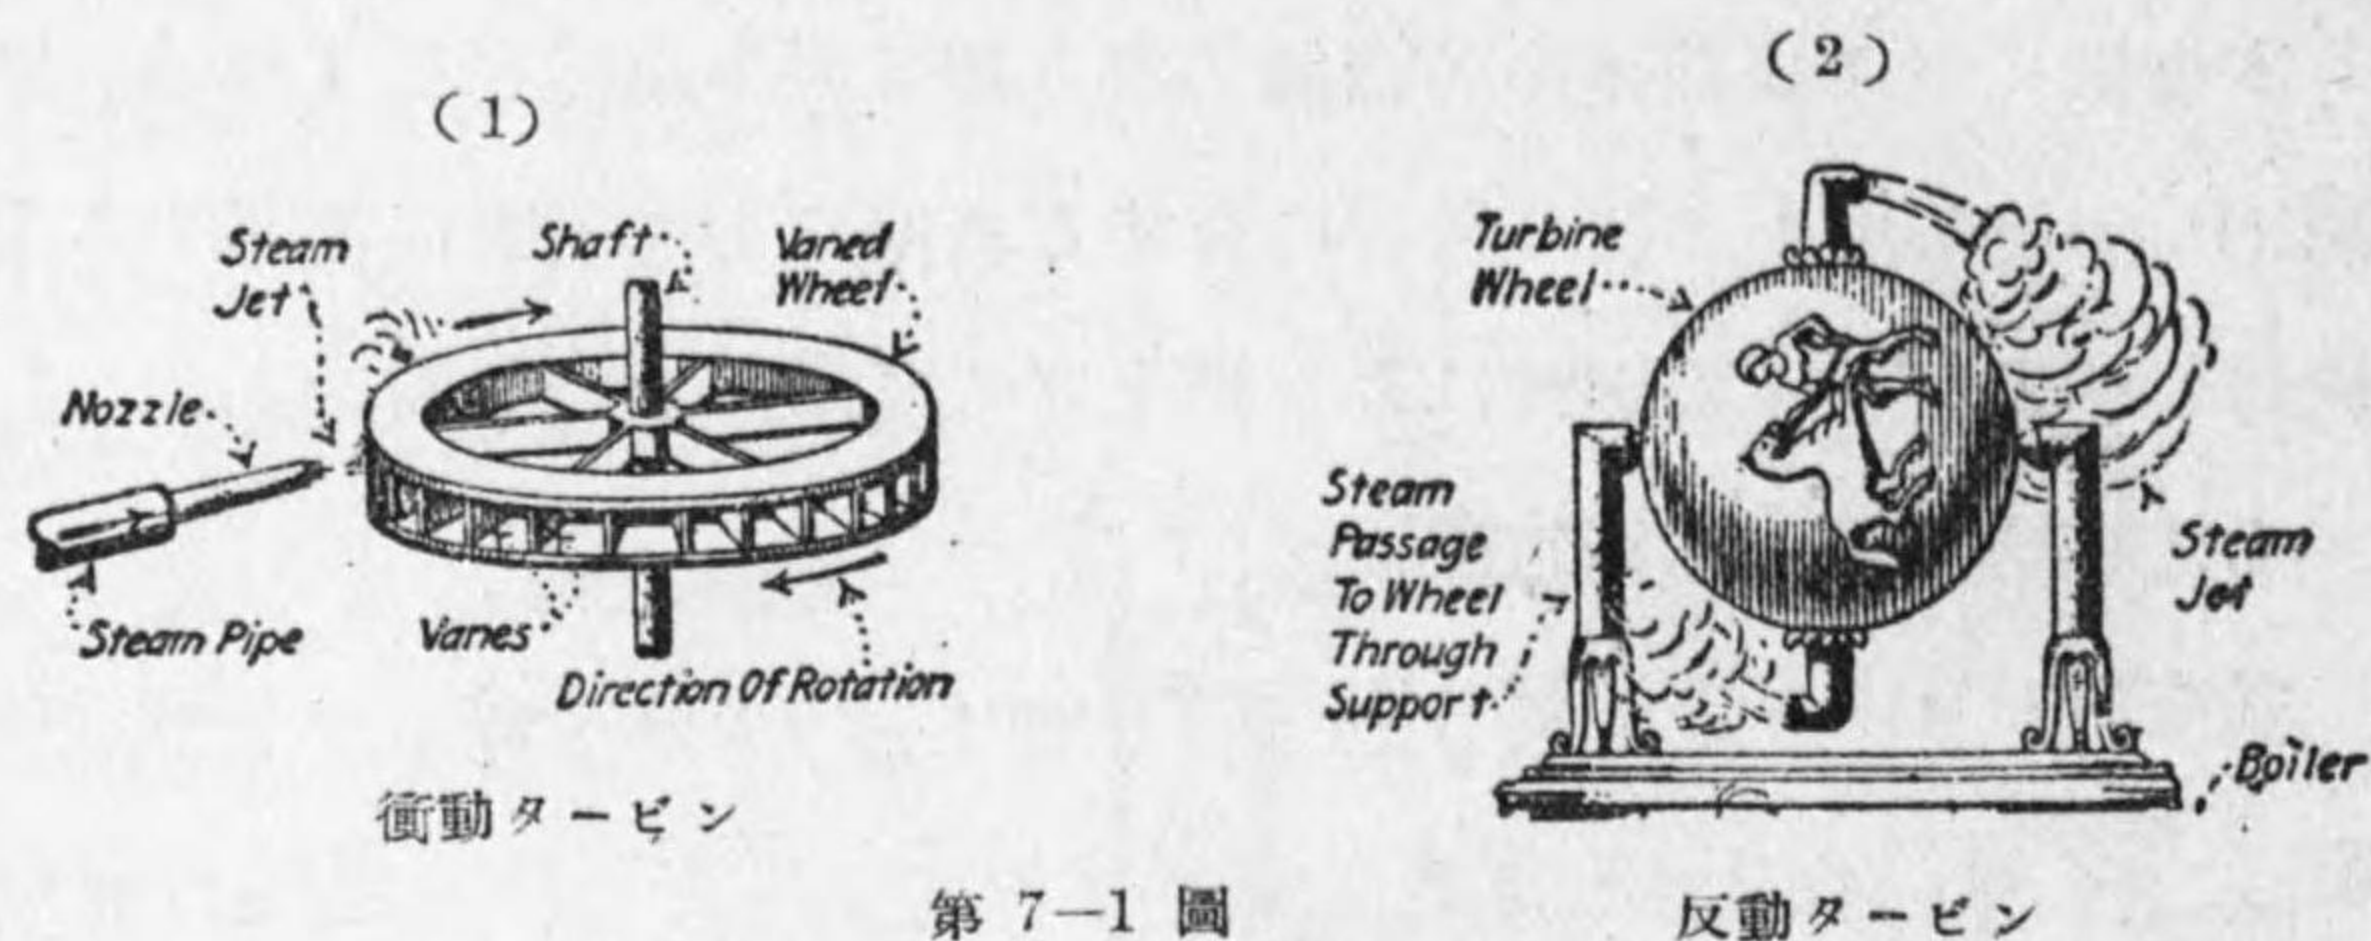 (1)
Steam
Jet
Shaft
Vaned
Wheel
Nozzle
Steam Pipe
Vanes
Direction Of Rotation
衝動タービン
(2)
Turbine
Wheel
Steam
Passage
To Wheel
Through
Support
Steam
Jet
Boiler
反動タービン
第 7—1 圖